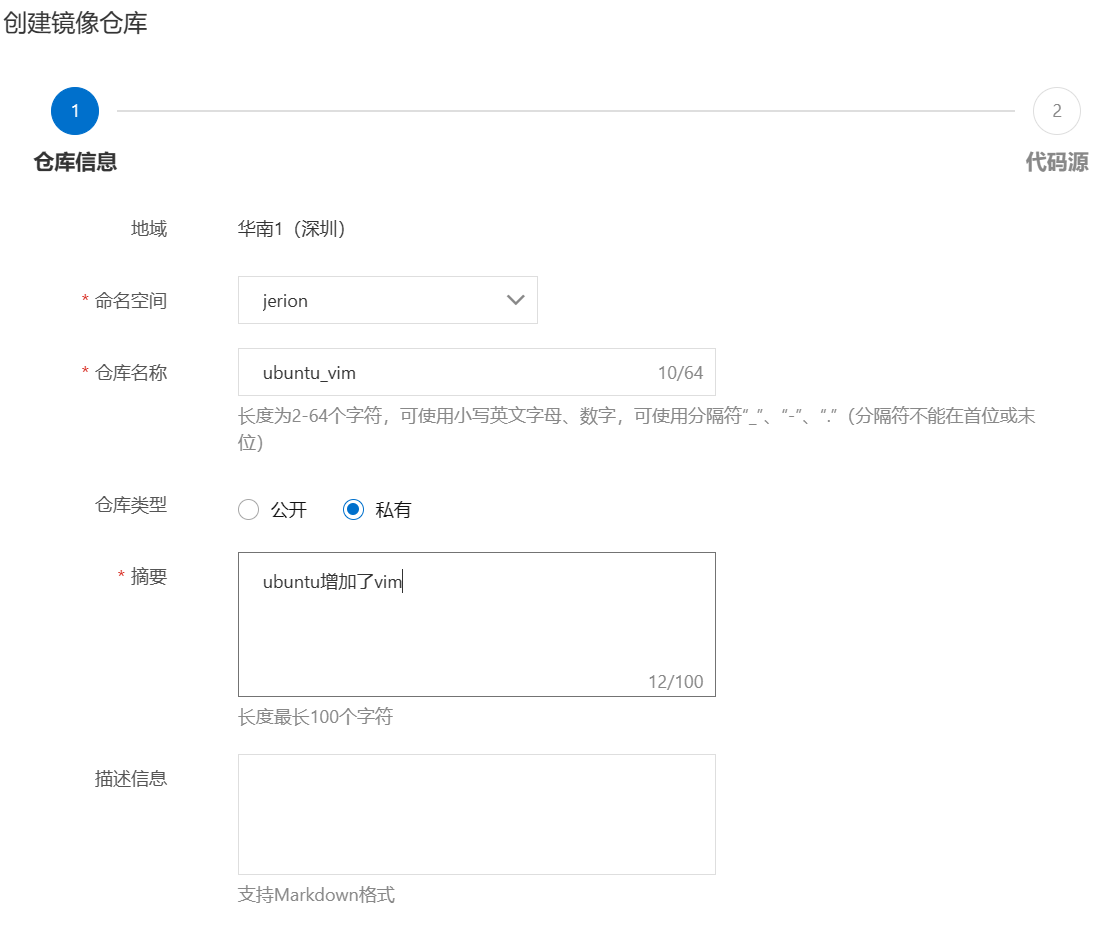 创建镜像仓库
1
2
仓库信息
代码源
地域
华南1（深圳）
* 命名空间
jerion
* 仓库名称
ubuntu_vim
10/64
长度为2-64个字符，可使用小写英文字母、数字，可使用分隔符“_”、“-”、“.”（分隔符不能在首位或末
位）
仓库类型
公开
私有
* 摘要
ubuntu增加了vim
12/100
长度最长100个字符
描述信息
支持Markdown格式